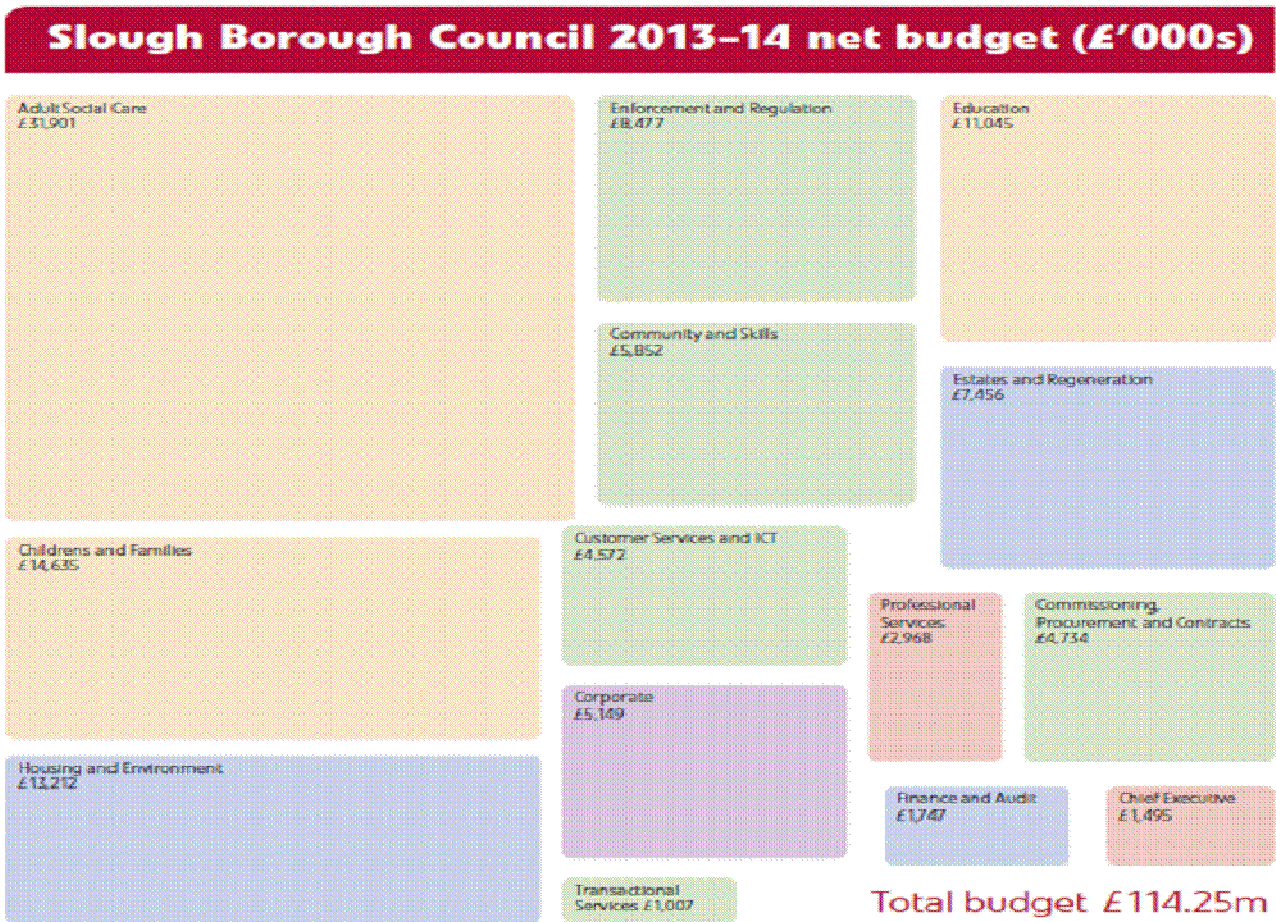 Slough Borough Council 2013–14 net budget (£’000s)
Adult Social Care
£31,901
Enforcement and Regulation
£8,477
Education
£11,045
Community and Skills
£5,852
Estates and Regeneration
£7,456
Childrens and Families
£14,635
Customer Services and ICT
£4,572
Professional
Services
£2,968
Commissioning,
Procurement and Contracts
£4,734
Corporate
£5,149
Housing and Environment
£13,212
Finance and Audit
£1,747
Chief Executive
£1,495
Transactional
Services £1,007
Total budget £114.25m